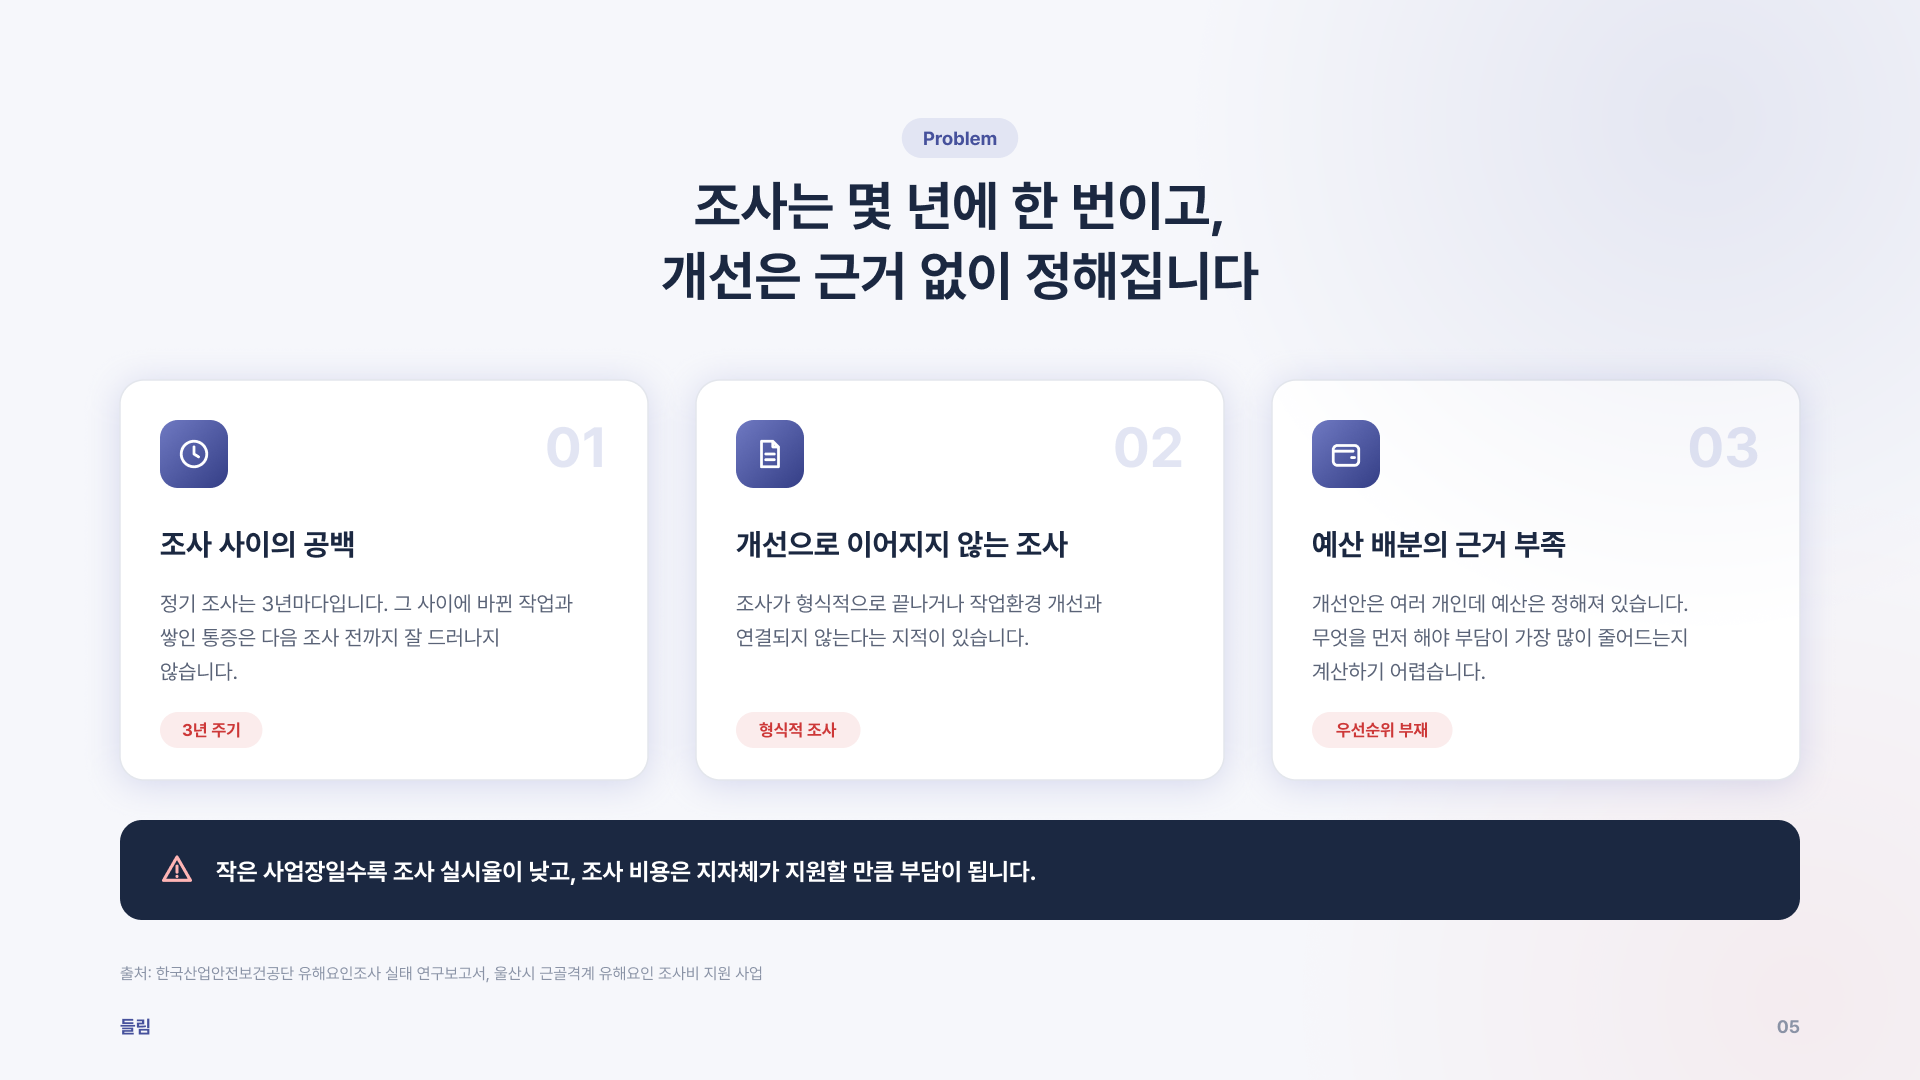 Problem
조사는 몇 년에 한 번이고,
개선은 근거 없이 정해집니다
01
조사 사이의 공백
정기 조사는 3년마다입니다. 그 사이에 바뀐 작업과
쌓인 통증은 다음 조사 전까지 잘 드러나지
않습니다.
3년 주기
02
개선으로 이어지지 않는 조사
조사가 형식적으로 끝나거나 작업환경 개선과
연결되지 않는다는 지적이 있습니다.
형식적 조사
03
예산 배분의 근거 부족
개선안은 여러 개인데 예산은 정해져 있습니다.
무엇을 먼저 해야 부담이 가장 많이 줄어드는지
계산하기 어렵습니다.
우선순위 부재
작은 사업장일수록 조사 실시율이 낮고, 조사 비용은 지자체가 지원할 만큼 부담이 됩니다.
출처: 한국산업안전보건공단 유해요인조사 실태 연구보고서, 울산시 근골격계 유해요인 조사비 지원 사업
들림
05